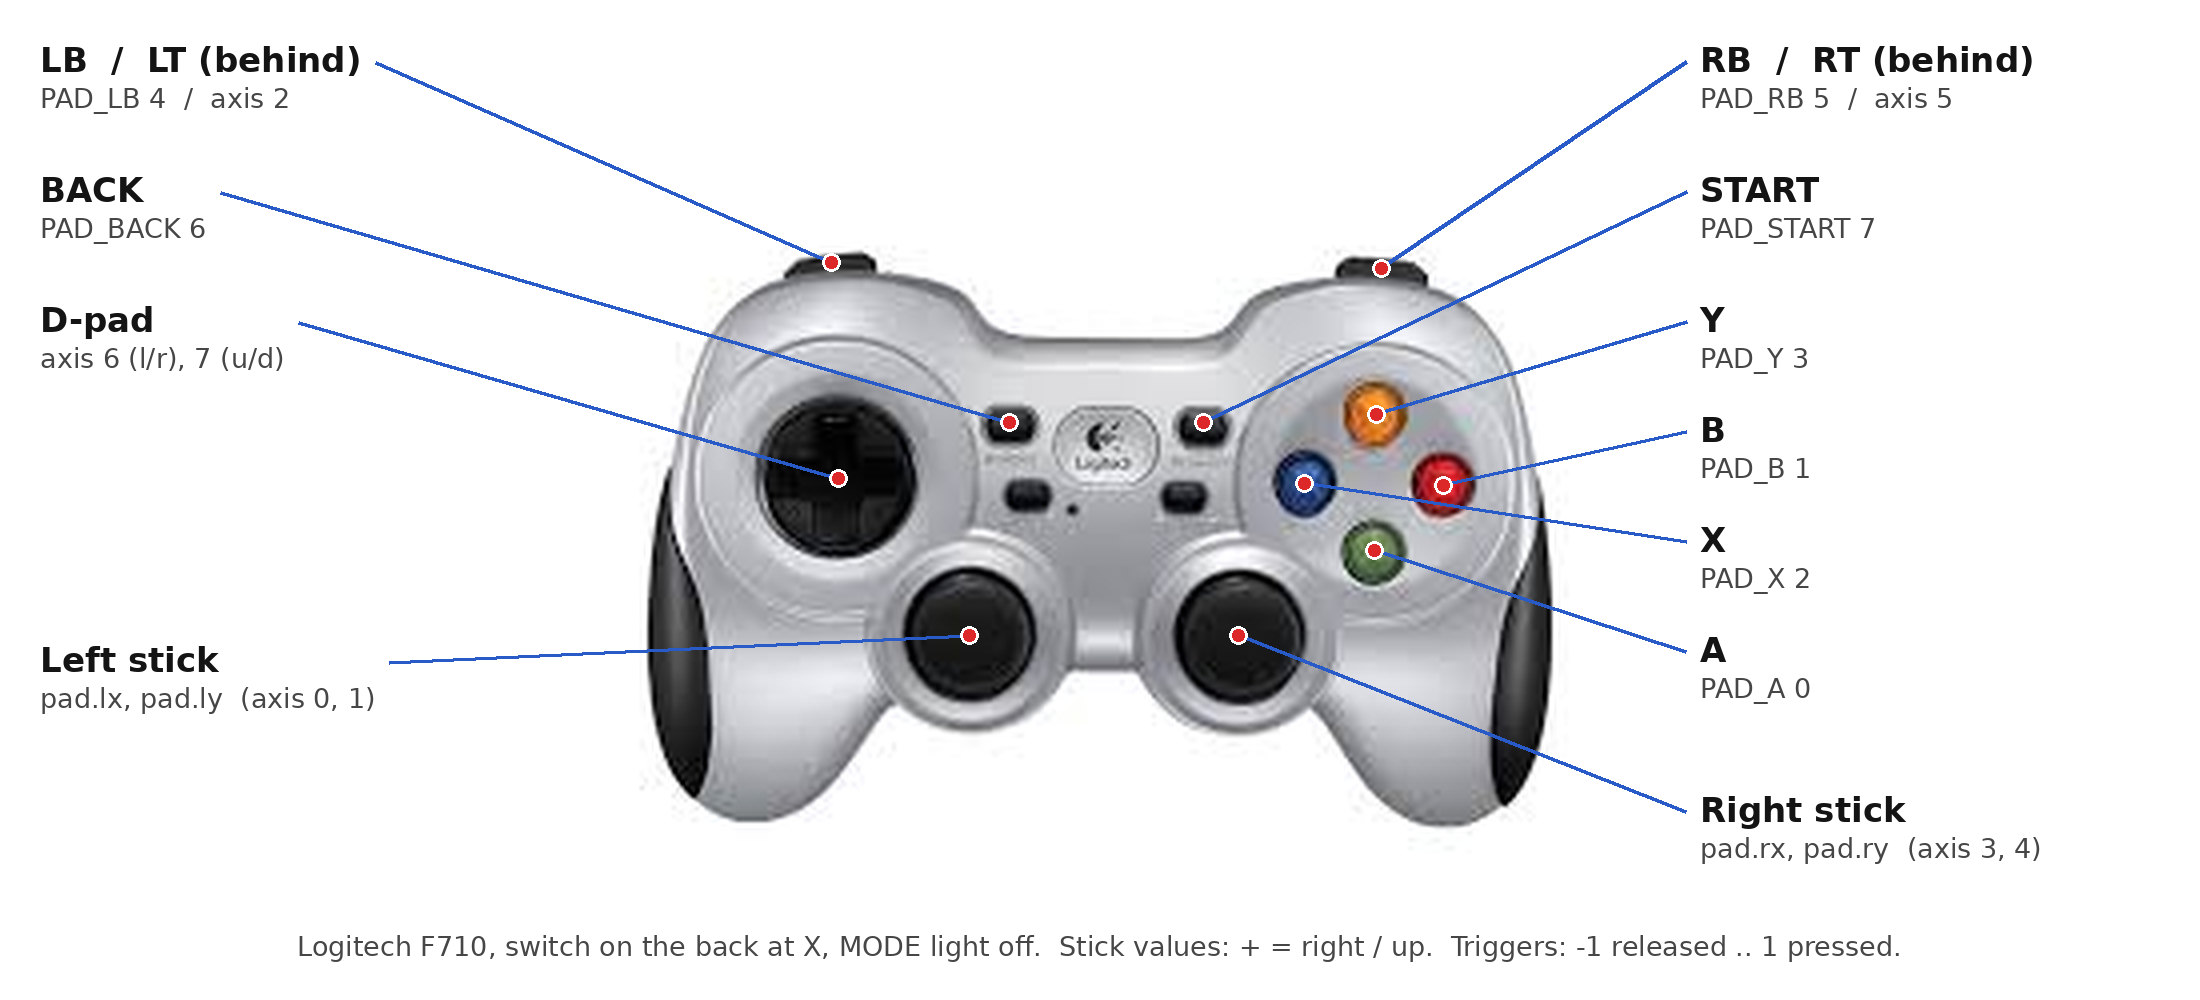 LB / LT (behind)
PAD_LB 4 / axis 2
BACK
PAD_BACK 6
D-pad
axis 6 (l/r), 7 (u/d)
Left stick
pad.lx, pad.ly (axis 0, 1)
Logitech
RB / RT (behind)
PAD_RB 5 / axis 5
START
PAD_START 7
Y
PAD_Y 3
B
PAD_B 1
X
PAD_X 2
A
PAD_A 0
Right stick
pad.rx, pad.ry (axis 3, 4)
Logitech F710, switch on the back at X, MODE light off. Stick values: + = right / up. Triggers: -1 released .. 1 pressed.